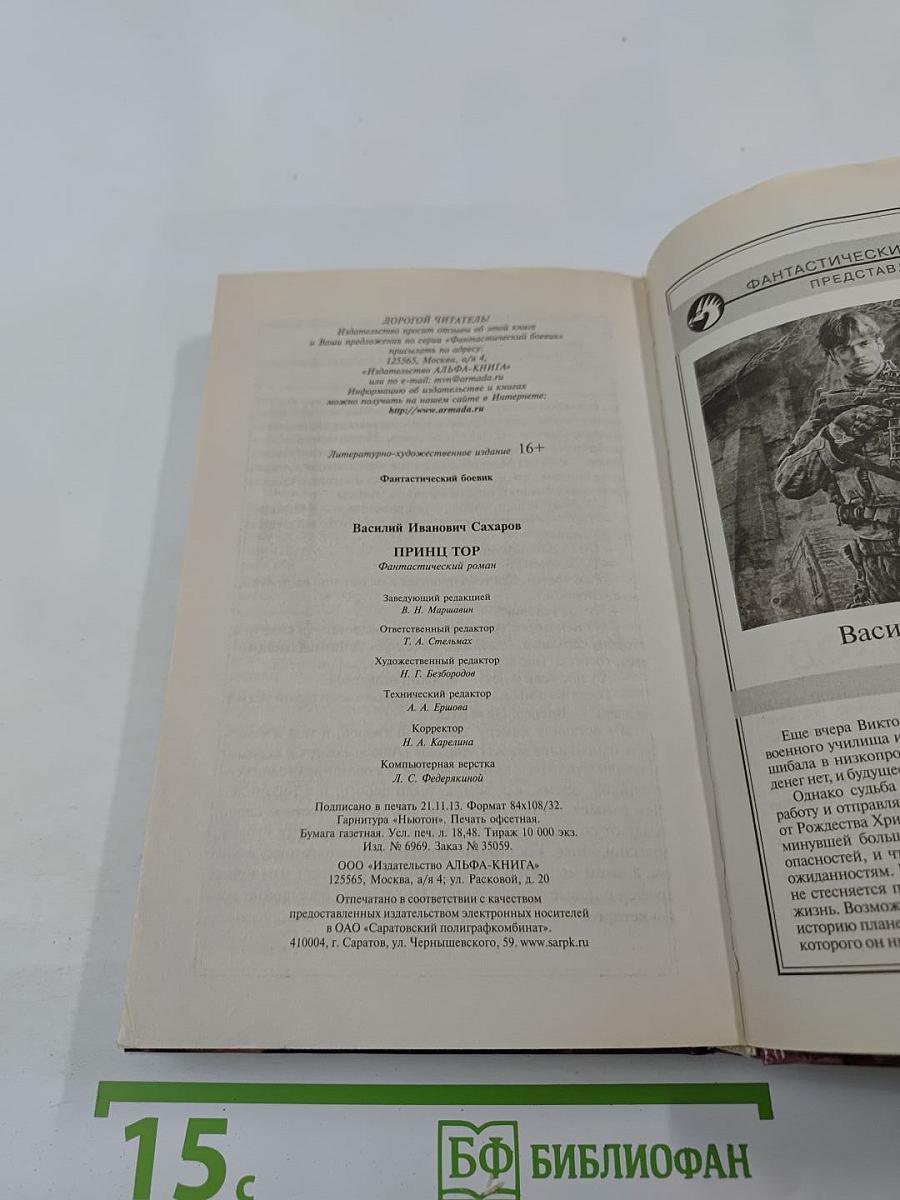 ДОРОГОЙ ЧИТАТЕЛЬ!
Издательство просит отзывы об этой книге
и Ваши предложения по серии «Фантастический боевик»
присылать по адресу:
125565, Москва, а/я 4,
«Издательство АЛЬФА-КНИГА»
или по e-mail: mvn@armada.ru
Информацию об издательстве и книгах
можно получить на нашем сайте в Интернете:
http://www.armada.ru
Литературно-художественное издание 16+
Фантастический боевик
Василий Иванович Сахаров
ПРИНЦ ТОР
Фантастический роман
Заведующий редакцией
В. Н. Маршавин
Ответственный редактор
Т. А. Стельмах
Художественный редактор
Н. Г. Безбородов
Технический редактор
А. А. Ершова
Корректор
Н. А. Карелина
Компьютерная верстка
Л. С. Федерякиной
Подписано в печать 21.11.13. Формат 84х108/32.
Гарнитура «Ньютон». Печать офсетная.
Бумага газетная. Усл. печ. л. 18,48. Тираж 10 000 экз.
Изд. № 6969. Заказ № 35059.
ООО «Издательство АЛЬФА-КНИГА»
125565, Москва, а/я 4; ул. Расковой, д. 20
Отпечатано в соответствии с качеством
предоставленных издательством электронных носителей
в ОАО «Саратовский полиграфкомбинат».
410004, г. Саратов, ул. Чернышевского, 59. www.sarpk.ru
ФАНТАСТИЧЕСКИ
ПРЕДСТАВ
Васи
Еще вчера Викто
военного училища и
шибала в низкопро
денег нет, и будуще
Однако судьба
работу и отправля
от Рождества Хри
минувшей больш
опасностей, и ч
ожиданностям.
не стесняется п
жизнь. Возмож
историю плане
которого он н
15 с
БФ БИБЛИОФАН